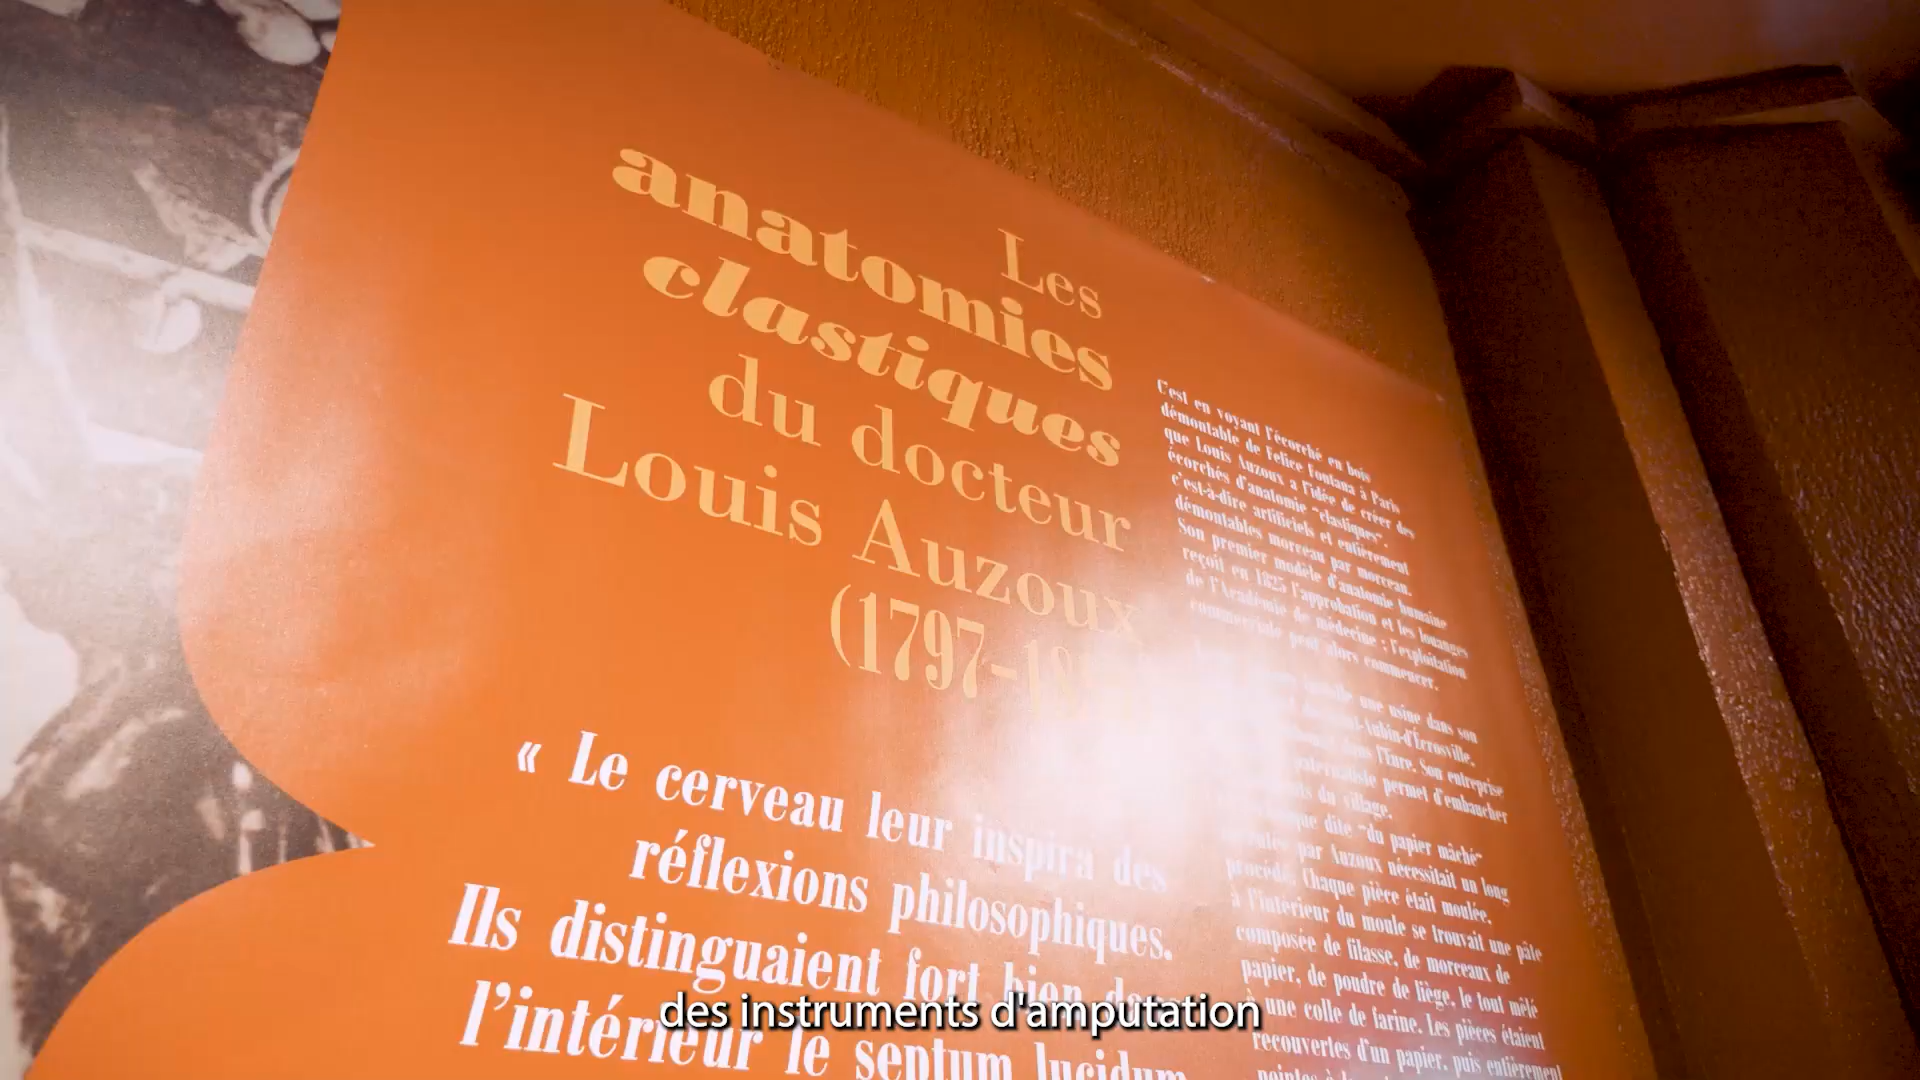 Les
anatomies
clastiques
du docteur
Louis Auzoux
(1797-18
« Le cerveau leur inspira des
réflexions philosophiques.
Ils distinguaient fort bien dans
l'intérieur le septum lucidum
C'est en voyant l'écorché en bois
démontable de Felice Fontana à Paris
que Louis Auzoux a l'idée de créer des
écorchés d'anatomie "clastiques",
c'est-à-dire artificiels et entièrement
démontables morceau par morceau.
Son premier modèle d'anatomie humaine
reçoit en 1825 l'approbation et les louanges
de l'Académie de médecine ; l'exploitation
commerciale peut alors commencer.
installe une usine dans son
-Aubin-d'Écrosville,
dans l'Eure. Son entreprise
permet d'embaucher
du village.
dite "du papier mâché"
par Auzoux nécessitait un long
procédé. Chaque pièce était moulée,
à l'intérieur du moule se trouvait une pâte
composée de filasse, de morceaux de
papier, de poudre de liège, le tout mêlé
à une colle de farine. Les pièces étaient
recouvertes d'un papier, puis entièrement
des instruments d'amputation